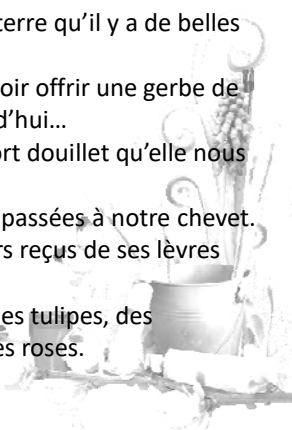 terre qu’il y a de belles
oir offrir une gerbe de
d’hui…
rt douillet qu’elle nous
passées à notre chevet.
rs reçus de ses lèvres
es tulipes, des
es roses.